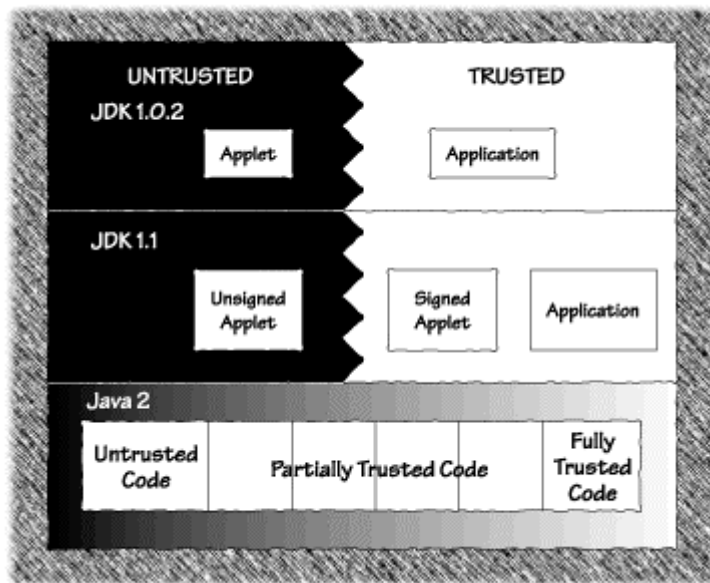 UNTRUSTED
TRUSTED
JDK 1.0.2
Applet
Application
JDK 1.1
Unsigned
Applet
Signed
Applet
Application
Java 2
Untrusted
Code
Partially Trusted Code
Fully
Trusted
Code